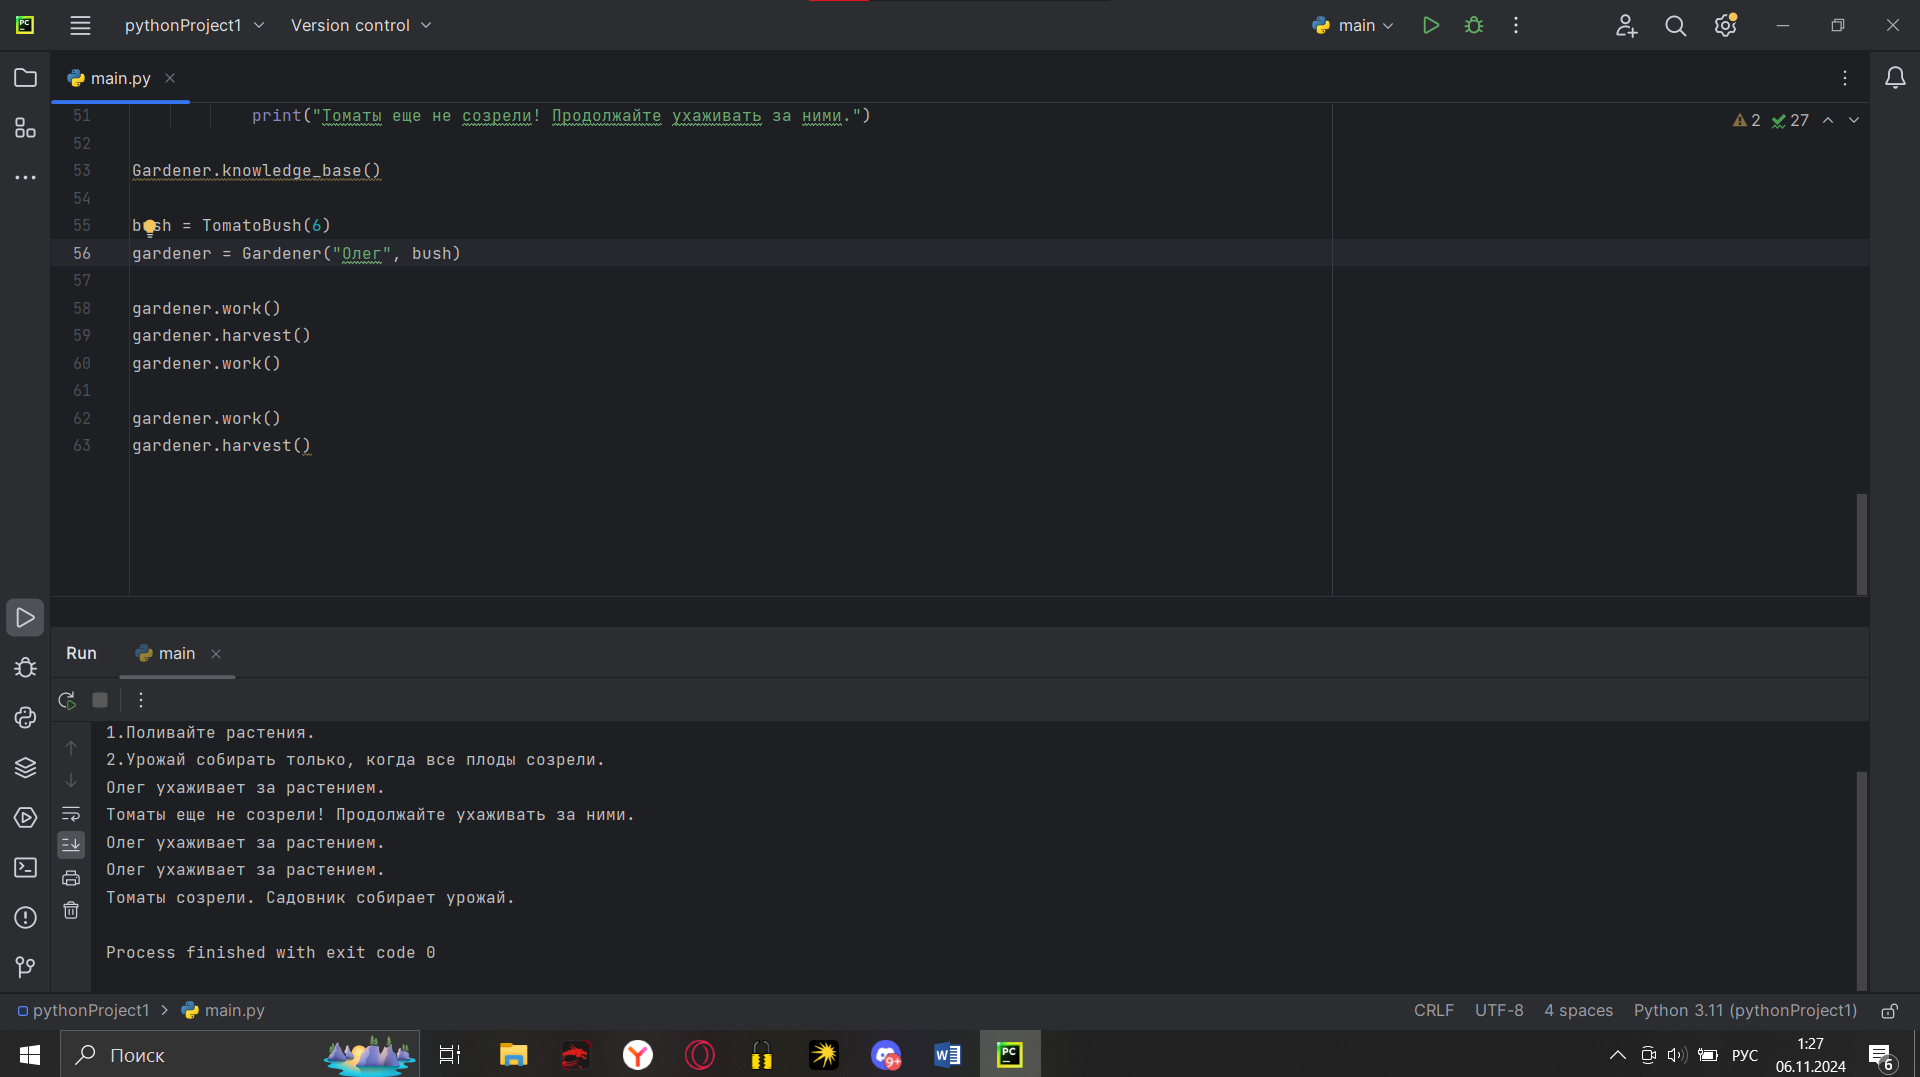 pythonProject1 Version control main
main.py
51 print("Томаты еще не созрели! Продолжайте ухаживать за ними.")
2 27
52
53 Gardener.knowledge_base()
54
55 bush = TomatoBush(6)
56 gardener = Gardener("Олег", bush)
57
58 gardener.work()
59 gardener.harvest()
60 gardener.work()
61
62 gardener.work()
63 gardener.harvest()
Run main
1.Поливайте растения.
2.Урожай собирать только, когда все плоды созрели.
Олег ухаживает за растением.
Томаты еще не созрели! Продолжайте ухаживать за ними.
Олег ухаживает за растением.
Олег ухаживает за растением.
Томаты созрели. Садовник собирает урожай.
Process finished with exit code 0
pythonProject1 main.py CRLF UTF-8 4 spaces Python 3.11 (pythonProject1)
Поиск 9+ W PC РУС 1:27
06.11.2024 6